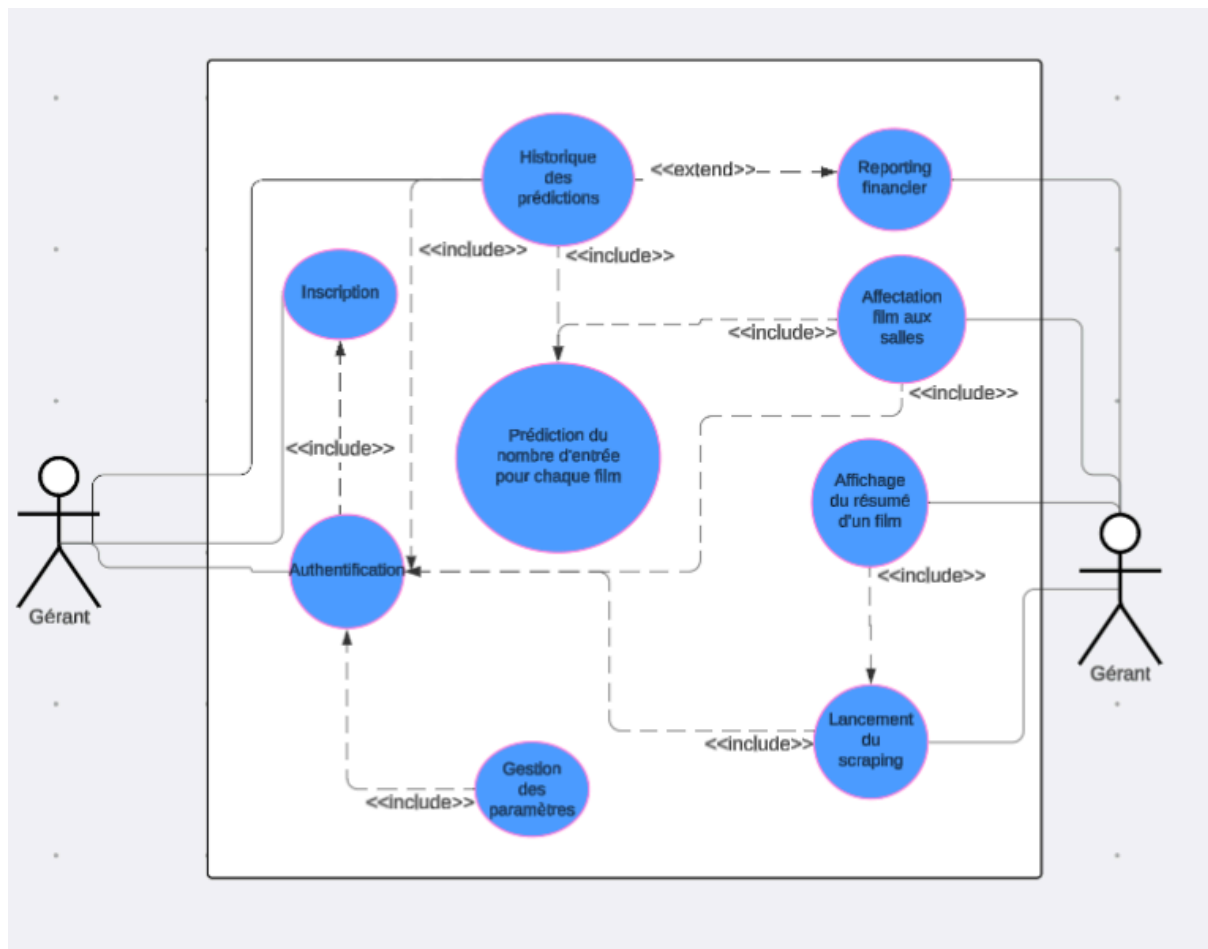 Historique
des
prédictions
<<extend>>
Reporting
financier
<<include>>
<<include>>
Inscription
Affectation
film aux
salles
<<include>>
<<include>>
<<include>>
Prédiction du
nombre d'entrée
pour chaque film
Affichage
du résumé
d'un film
Authentification
<<include>>
Gérant
Gérant
Lancement
du
scraping
<<include>>
Gestion
des
paramètres
<<include>>